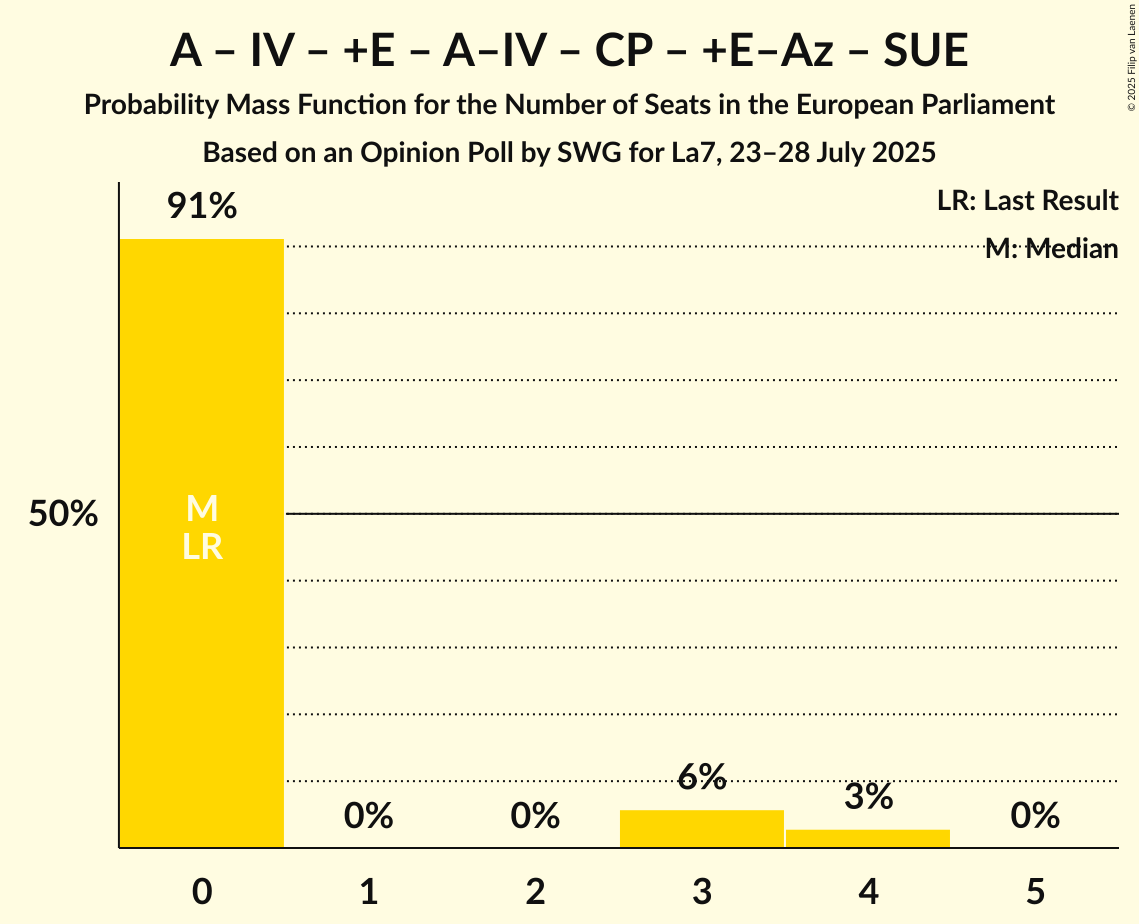 A – IV – +E – A–IV – CP – +E–Az – SUE
Probability Mass Function for the Number of Seats in the European Parliament
Based on an Opinion Poll by SWG for La7, 23–28 July 2025
© 2025 Filip van Laenen
LR: Last Result
M: Median
91%
50%
M
LR
0%
0%
6%
3%
0%
0
1
2
3
4
5